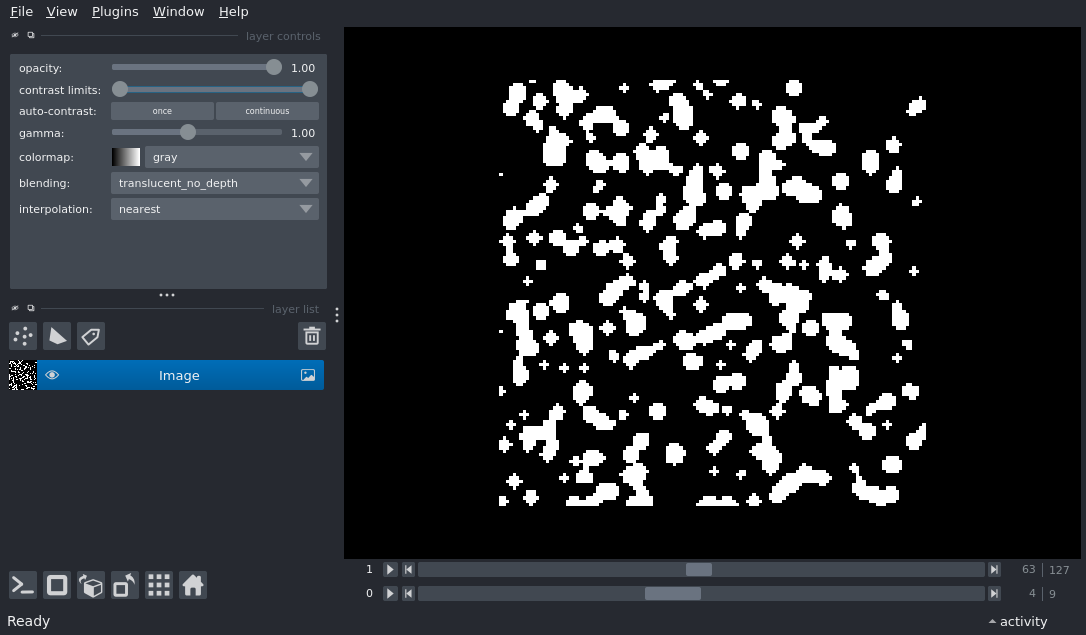 File View Plugins Window Help
layer controls
opacity: 1.00
contrast limits:
auto-contrast: once continuous
gamma: 1.00
colormap: gray
blending: translucent_no_depth
interpolation: nearest
layer list
Image
1 63 127
0 4 9
Ready activity